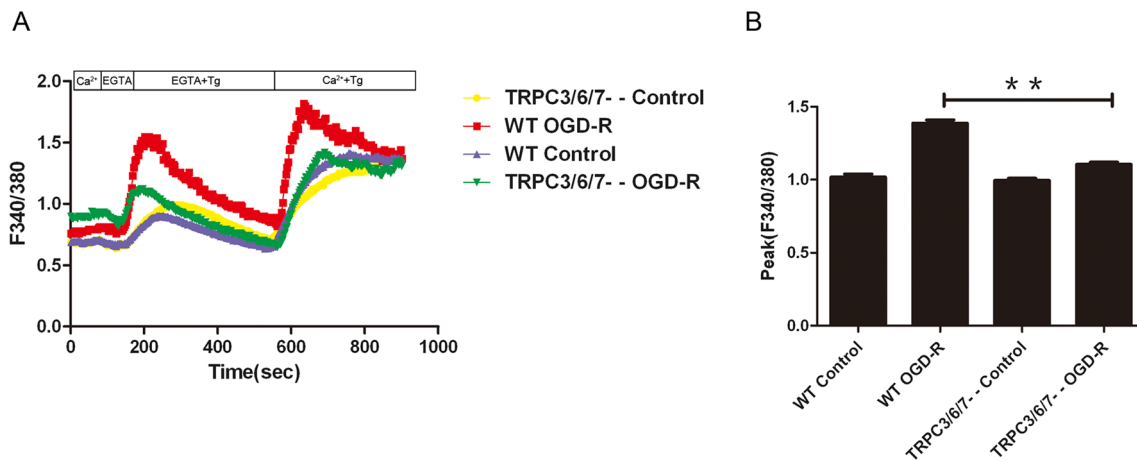 A
Ca²⁺ EGTA EGTA+Tg Ca²⁺+Tg
2.0
1.5
1.0
0.5
0.0
F340/380
0 200 400 600 800 1000
Time(sec)
TRPC3/6/7- - Control
WT OGD-R
WT Control
TRPC3/6/7- - OGD-R
B
* *
1.5
1.0
0.5
0.0
Peak(F340/380)
WT Control
WT OGD-R
TRPC3/6/7- - Control
TRPC3/6/7- - OGD-R